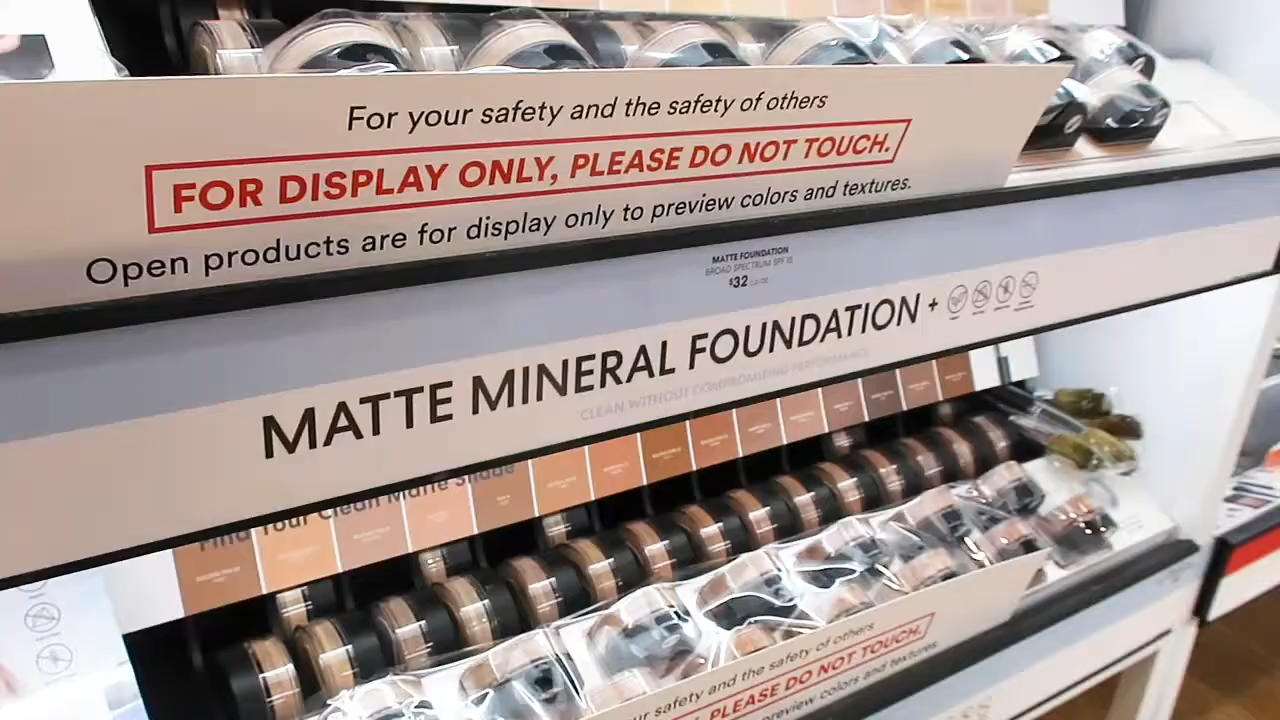 For your safety and the safety of others
FOR DISPLAY ONLY, PLEASE DO NOT TOUCH.
Open products are for display only to preview colors and textures.
MATTE FOUNDATION
BROAD SPECTRUM SPF 15
$32
MATTE MINERAL FOUNDATION +
CLEAN WITHOUT COMPROMISING PERFORMANCE
Find Your Clean Matte Shade
safety and the safety of others
PLEASE DO NOT TOUCH.
preview colors and textures.